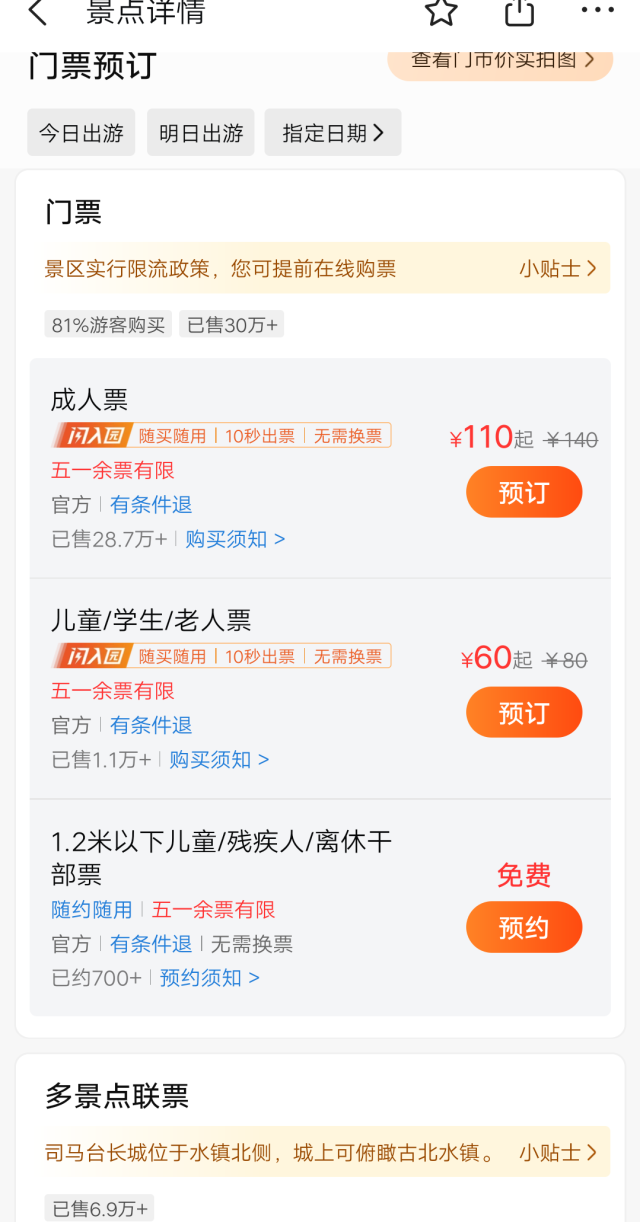 景点详情
门票预订
查看门市价实拍图 >
今日出游
明日出游
指定日期 >
门票
景区实行限流政策，您可提前在线购票
小贴士 >
81%游客购买
已售30万+
成人票
闪入园 随买随用 | 10秒出票 | 无需换票
¥110起 ¥140
五一余票有限
预订
官方 | 有条件退
已售28.7万+ | 购买须知 >
儿童/学生/老人票
闪入园 随买随用 | 10秒出票 | 无需换票
¥60起 ¥80
五一余票有限
预订
官方 | 有条件退
已售1.1万+ | 购买须知 >
1.2米以下儿童/残疾人/离休干
部票
免费
随约随用 | 五一余票有限
预约
官方 | 有条件退 | 无需换票
已约700+ | 预约须知 >
多景点联票
司马台长城位于水镇北侧，城上可俯瞰古北水镇。
小贴士 >
已售6.9万+